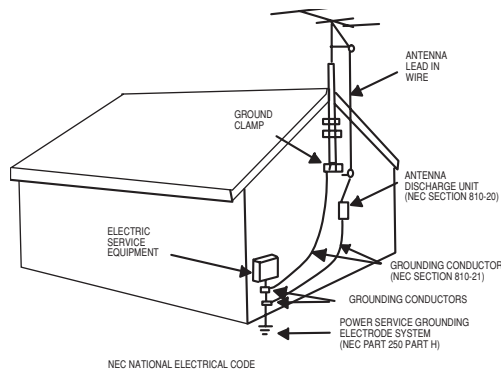 ANTENNA
LEAD IN
WIRE
GROUND
CLAMP
ANTENNA
DISCHARGE UNIT
(NEC SECTION 810-20)
ELECTRIC
SERVICE
EQUIPMENT
GROUNDING CONDUCTOR
(NEC SECTION 810-21)
GROUNDING CONDUCTORS
POWER SERVICE GROUNDING
ELECTRODE SYSTEM
(NEC PART 250 PART H)
NEC NATIONAL ELECTRICAL CODE